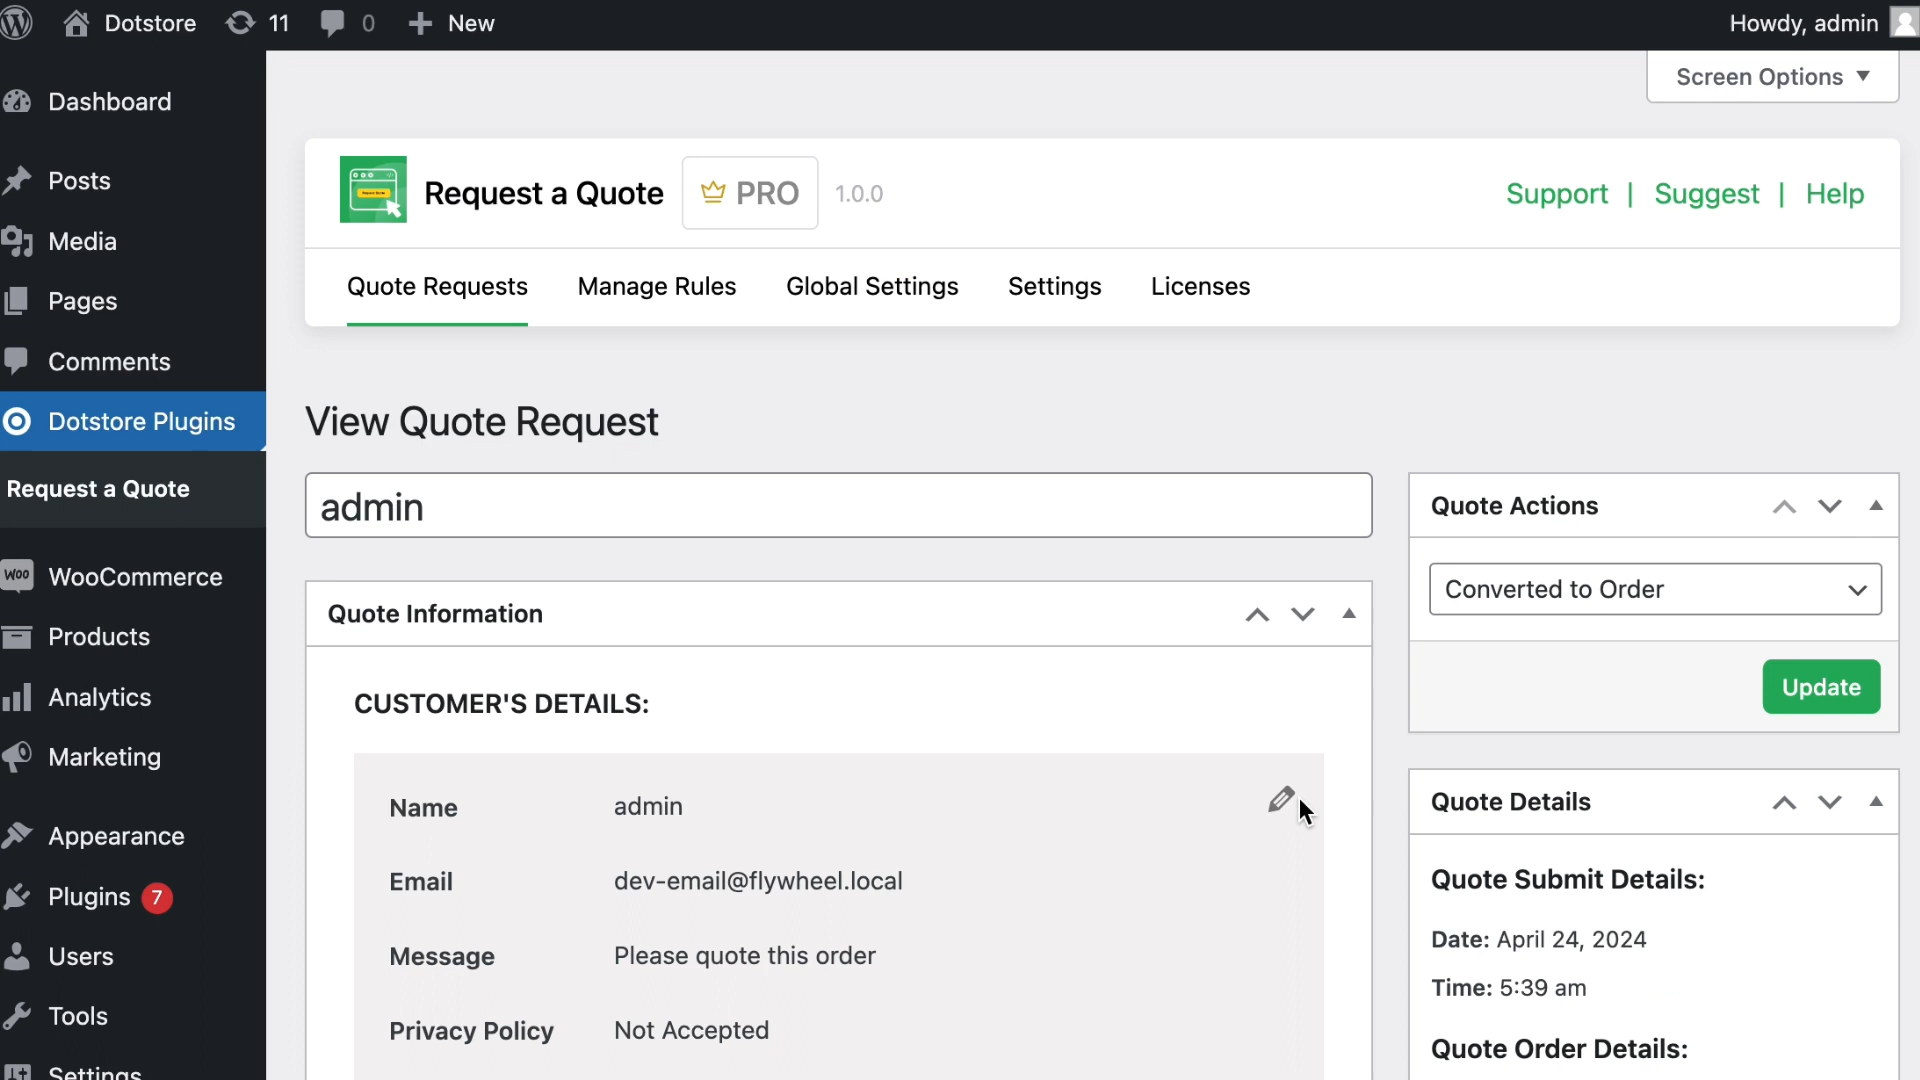 Dotstore 11 0 New Howdy, admin
Screen Options
Dashboard
Posts
Media
Pages
Comments
Dotstore Plugins
Request a Quote
WooCommerce
Products
Analytics
Marketing
Appearance
Plugins 7
Users
Tools
Settings
Request a Quote PRO 1.0.0
Support | Suggest | Help
Quote Requests Manage Rules Global Settings Settings Licenses
View Quote Request
admin
Quote Information
CUSTOMER'S DETAILS:
Name admin
Email dev-email@flywheel.local
Message Please quote this order
Privacy Policy Not Accepted
Quote Actions
Converted to Order
Update
Quote Details
Quote Submit Details:
Date: April 24, 2024
Time: 5:39 am
Quote Order Details: